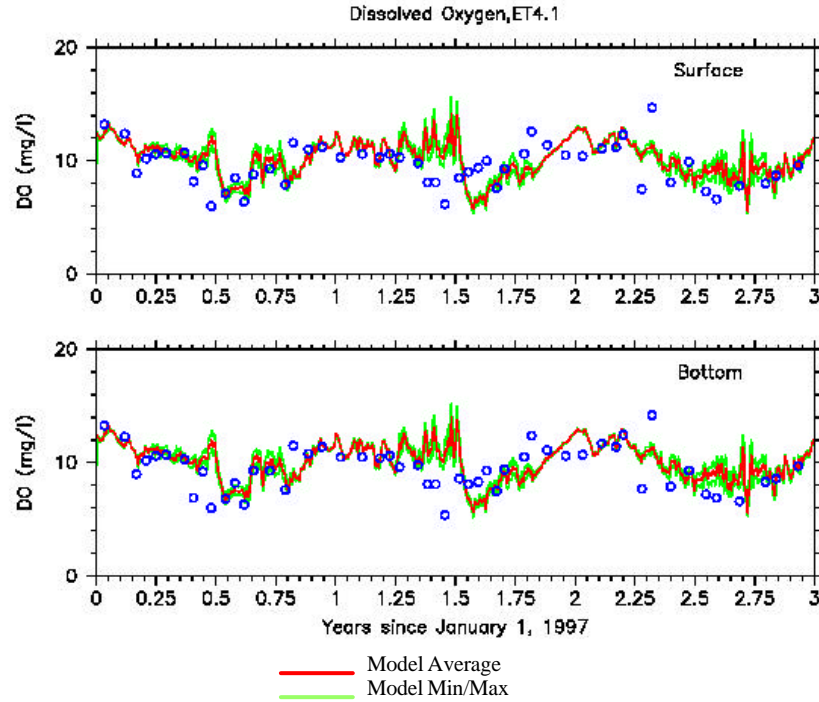 Dissolved Oxygen,ET4.1
20
Surface
10
DO (mg/l)
0
0 0.25 0.5 0.75 1 1.25 1.5 1.75 2 2.25 2.5 2.75 3
20
Bottom
10
DO (mg/l)
0
0 0.25 0.5 0.75 1 1.25 1.5 1.75 2 2.25 2.5 2.75 3
Years since January 1, 1997
Model Average
Model Min/Max